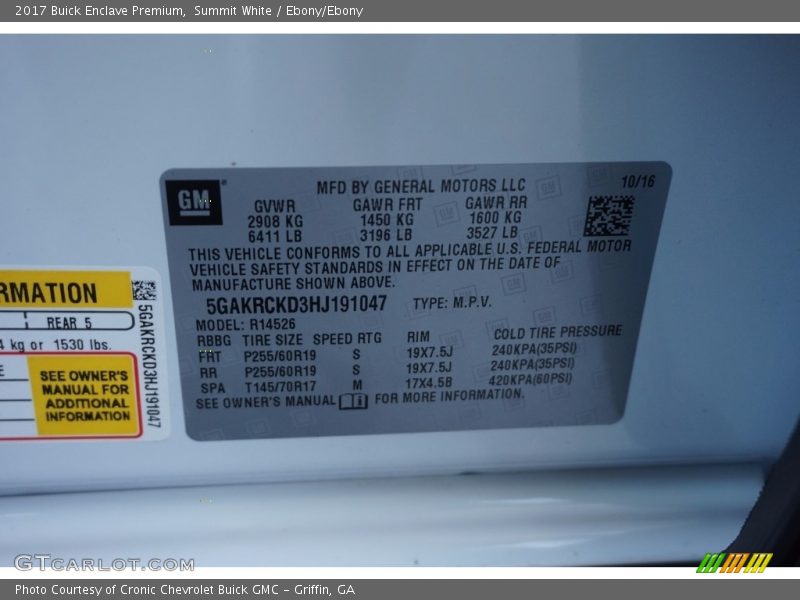 2017 Buick Enclave Premium,  Summit White / Ebony/Ebony
GM
MFD BY GENERAL MOTORS LLC
10/16
GVWR GAWR FRT GAWR RR
2908 KG 1450 KG 1600 KG
6411 LB 3196 LB 3527 LB
THIS VEHICLE CONFORMS TO ALL APPLICABLE U.S. FEDERAL MOTOR
VEHICLE SAFETY STANDARDS IN EFFECT ON THE DATE OF
MANUFACTURE SHOWN ABOVE.
5GAKRCKD3HJ191047 TYPE: M.P.V.
MODEL: R14526
RBBG TIRE SIZE SPEED RTG RIM COLD TIRE PRESSURE
FRT P255/60R19 S 19X7.5J 240KPA(35PSI)
RR P255/60R19 S 19X7.5J 240KPA(35PSI)
SPA T145/70R17 M 17X4.5B 420KPA(60PSI)
SEE OWNER'S MANUAL FOR MORE INFORMATION.
RMATION
REAR 5
4 kg or 1530 lbs.
E
SEE OWNER'S
MANUAL FOR
ADDITIONAL
INFORMATION
5GAKRCKD3HJ191047
GTCARLOT.COM
Photo Courtesy of Cronic Chevrolet Buick GMC – Griffin, GA